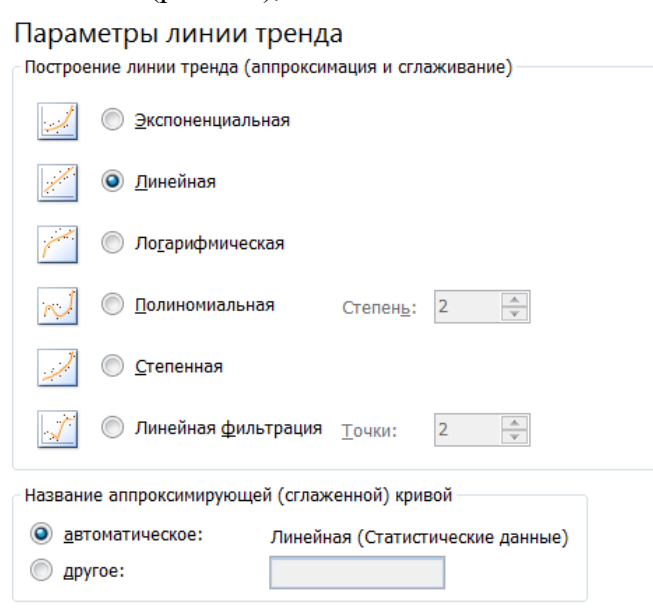 Параметры линии тренда
Построение линии тренда (аппроксимация и сглаживание)
Экспоненциальная
Линейная
Логарифмическая
Полиномиальная Степень: 2
Степенная
Линейная фильтрация Точки: 2
Название аппроксимирующей (сглаженной) кривой
автоматическое: Линейная (Статистические данные)
другое: